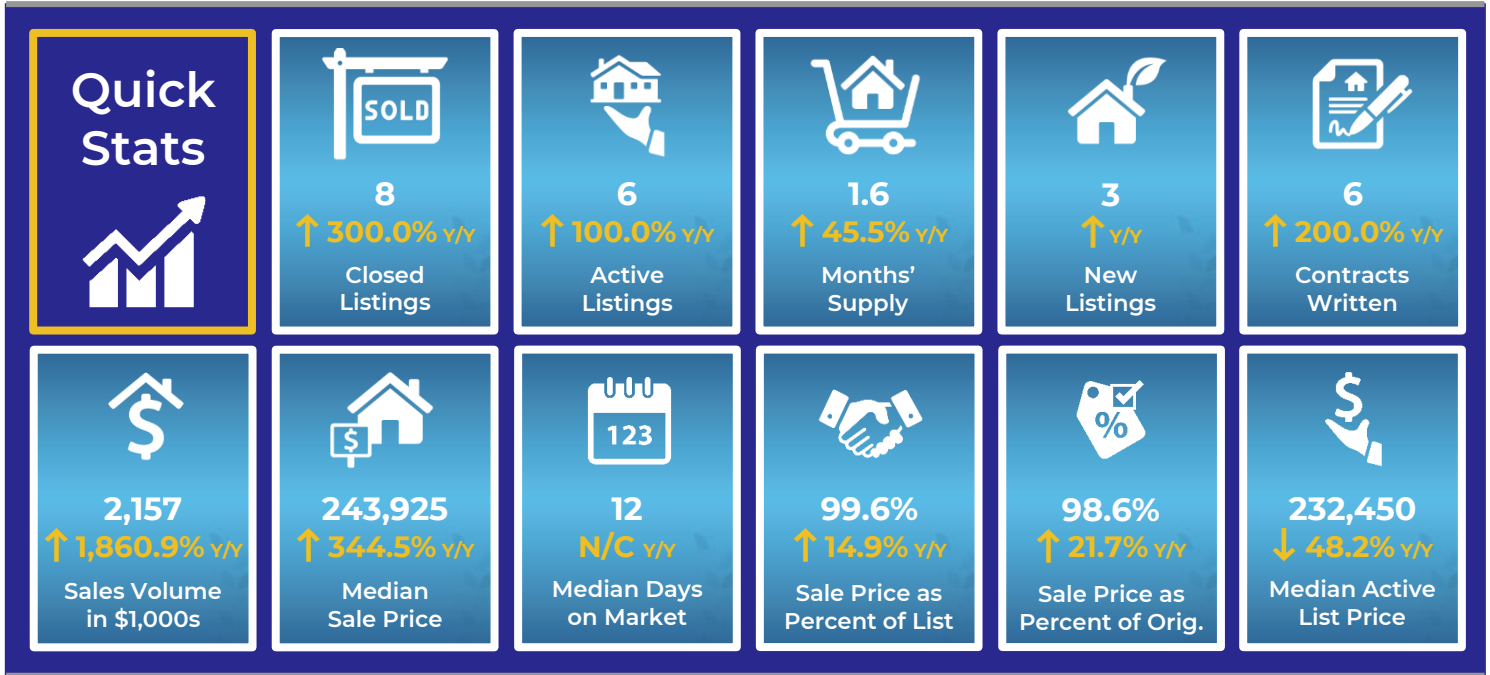 Quick
Stats
SOLD
8
↑ 300.0% Y/Y
Closed
Listings
6
↑ 100.0% Y/Y
Active
Listings
1.6
↑ 45.5% Y/Y
Months’
Supply
3
↑ Y/Y
New
Listings
6
↑ 200.0% Y/Y
Contracts
Written
$
2,157
↑ 1,860.9% Y/Y
Sales Volume
in $1,000s
$
243,925
↑ 344.5% Y/Y
Median
Sale Price
123
12
N/C Y/Y
Median Days
on Market
99.6%
↑ 14.9% Y/Y
Sale Price as
Percent of List
%
98.6%
↑ 21.7% Y/Y
Sale Price as
Percent of Orig.
$
232,450
↓ 48.2% Y/Y
Median Active
List Price